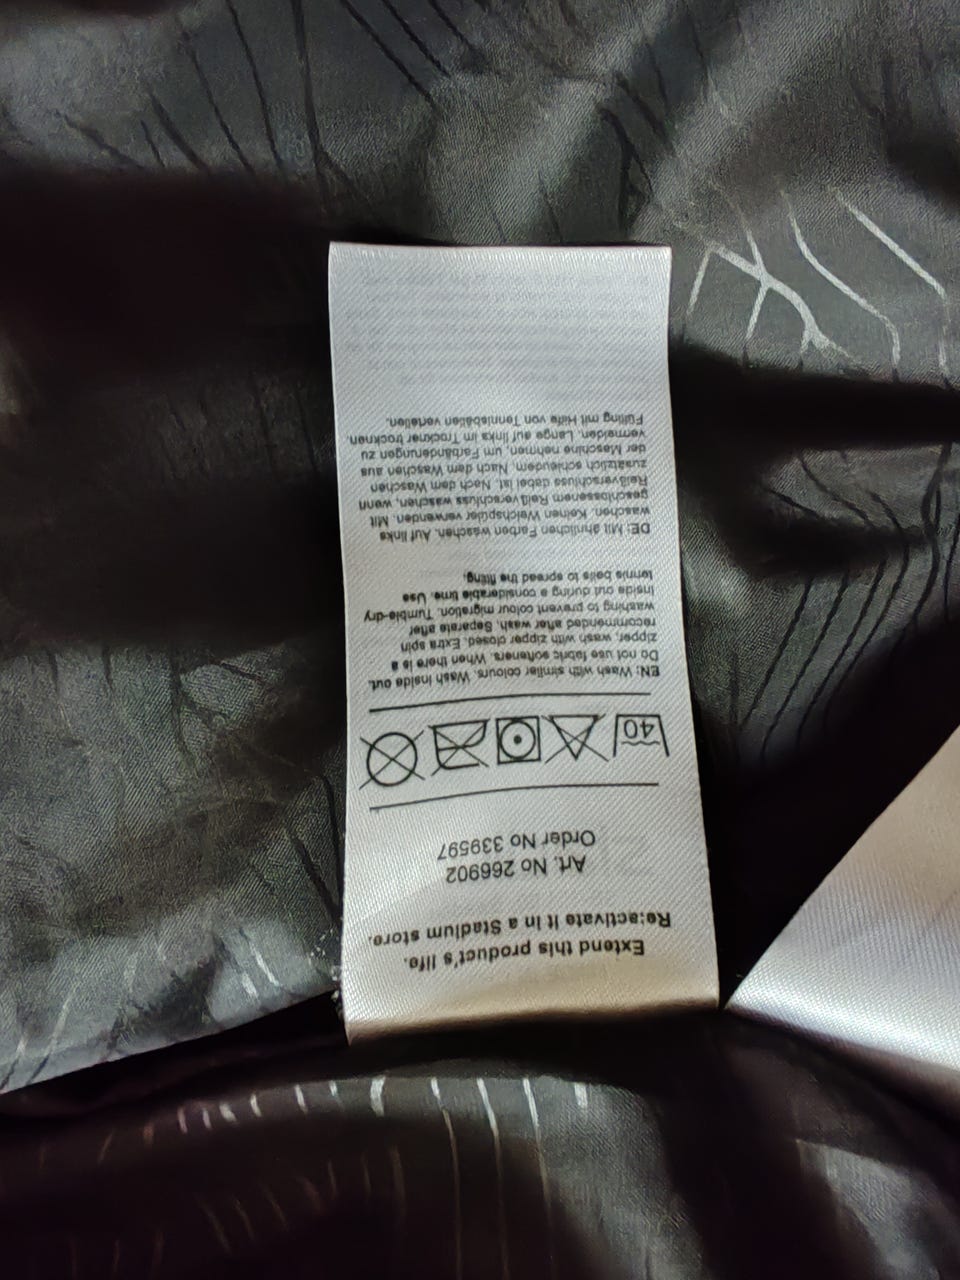 Extend this product's life.
Re:activate it in a Stadium store.
Art. No 266902
Order No 339597
40
EN: Wash with similar colours. Wash inside out.
Do not use fabric softeners. When there is a
zipper, wash with zipper closed. Extra spin
recommended after wash. Separate after
washing to prevent colour migration. Tumble-dry
inside out during a considerable time. Use
tennis balls to spread the filling.
DE: Mit ähnlichen Farben waschen. Auf links
waschen. Keinen Weichspüler verwenden. Mit
geschlossenem Reißverschluss waschen, wenn
Reißverschluss dabei ist. Nach dem Waschen
zusätzlich schleudern. Nach dem Waschen aus
der Maschine nehmen, um Farbänderungen zu
vermeiden. Lange auf links im Trockner trocknen.
Füllung mit Hilfe von Tennisbällen verteilen.